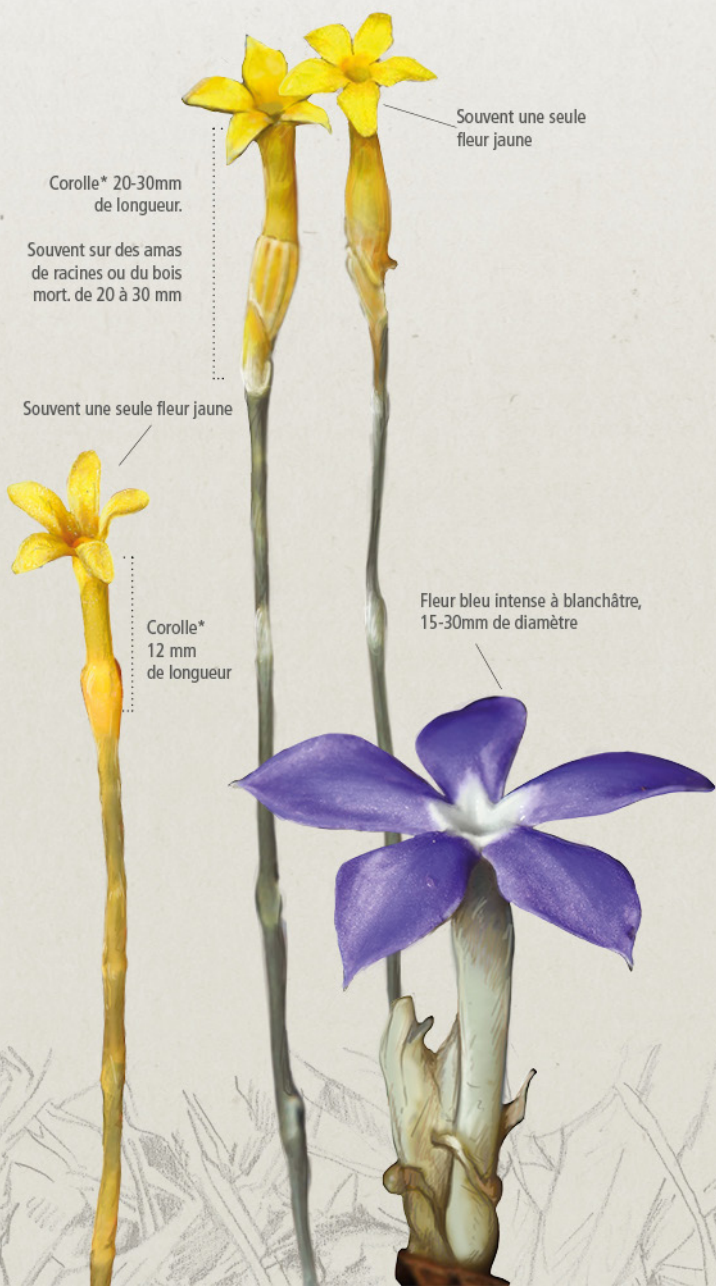 Souvent une seule
fleur jaune
Corolle* 20-30mm
de longueur.
Souvent sur des amas
de racines ou du bois
mort. de 20 à 30 mm
Souvent une seule fleur jaune
Corolle*
12 mm
de longueur
Fleur bleu intense à blanchâtre,
15-30mm de diamètre